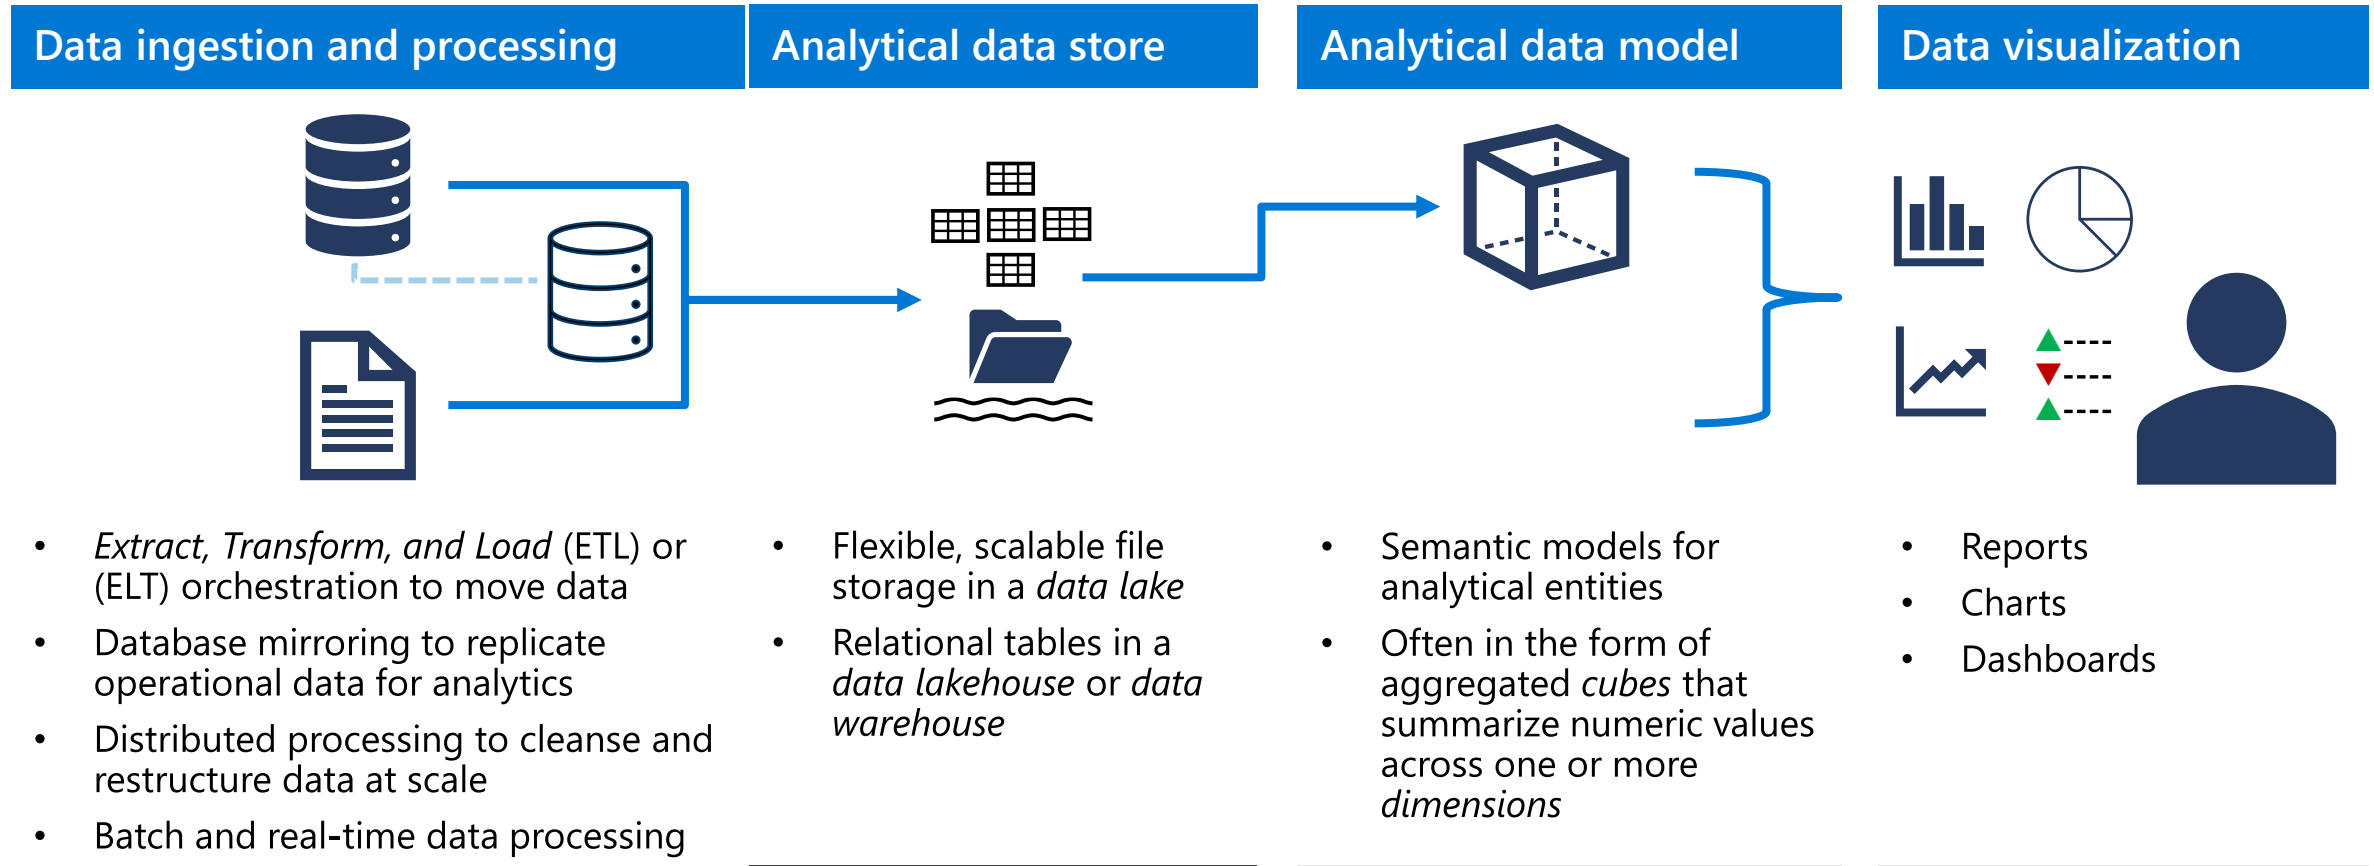 Data ingestion and processing
Analytical data store
Analytical data model
Data visualization
• Extract, Transform, and Load (ETL) or
(ELT) orchestration to move data
• Database mirroring to replicate
operational data for analytics
• Distributed processing to cleanse and
restructure data at scale
• Batch and real-time data processing
• Flexible, scalable file
storage in a data lake
• Relational tables in a
data lakehouse or data
warehouse
• Semantic models for
analytical entities
• Often in the form of
aggregated cubes that
summarize numeric values
across one or more
dimensions
• Reports
• Charts
• Dashboards